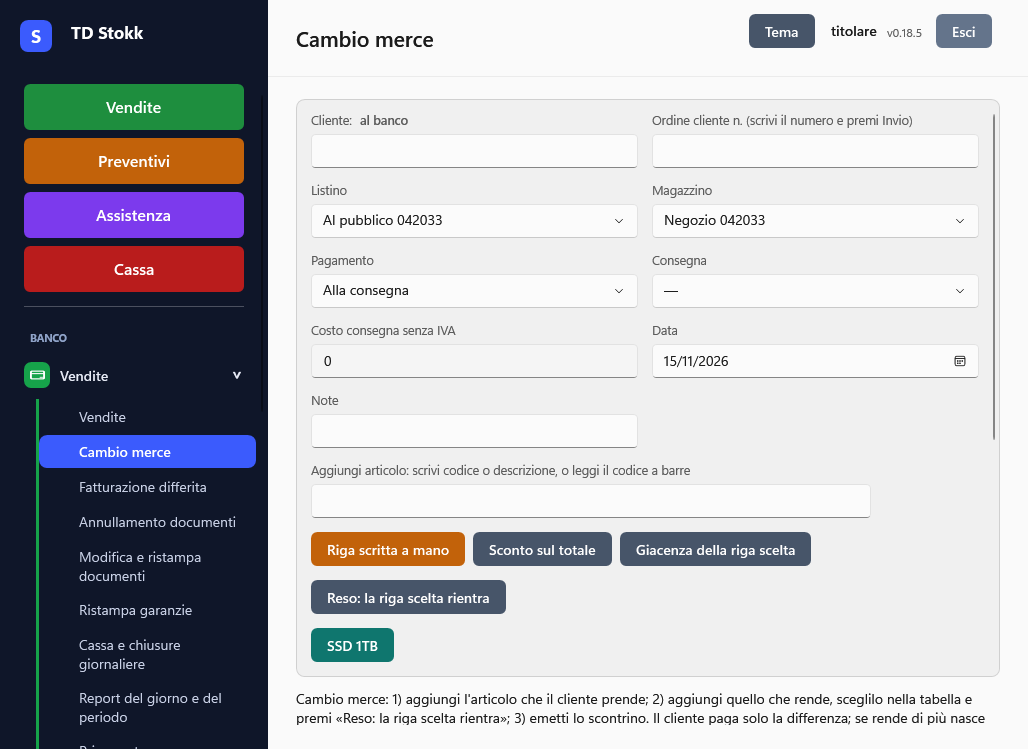 S
TD Stokk
Vendite
Preventivi
Assistenza
Cassa
BANCO
Vendite
v
Vendite
Cambio merce
Fatturazione differita
Annullamento documenti
Modifica e ristampa
documenti
Ristampa garanzie
Cassa e chiusure
giornaliere
Report del giorno e del
periodo
Cambio merce
Tema
titolare
v0.18.5
Esci
Cliente: al banco
Ordine cliente n. (scrivi il numero e premi Invio)
Listino
Magazzino
Al pubblico 042033
Negozio 042033
Pagamento
Consegna
Alla consegna
—
Costo consegna senza IVA
Data
0
15/11/2026
Note
Aggiungi articolo: scrivi codice o descrizione, o leggi il codice a barre
Riga scritta a mano
Sconto sul totale
Giacenza della riga scelta
Reso: la riga scelta rientra
SSD 1TB
Cambio merce: 1) aggiungi l'articolo che il cliente prende; 2) aggiungi quello che rende, sceglilo nella tabella e
premi «Reso: la riga scelta rientra»; 3) emetti lo scontrino. Il cliente paga solo la differenza; se rende di più nasce